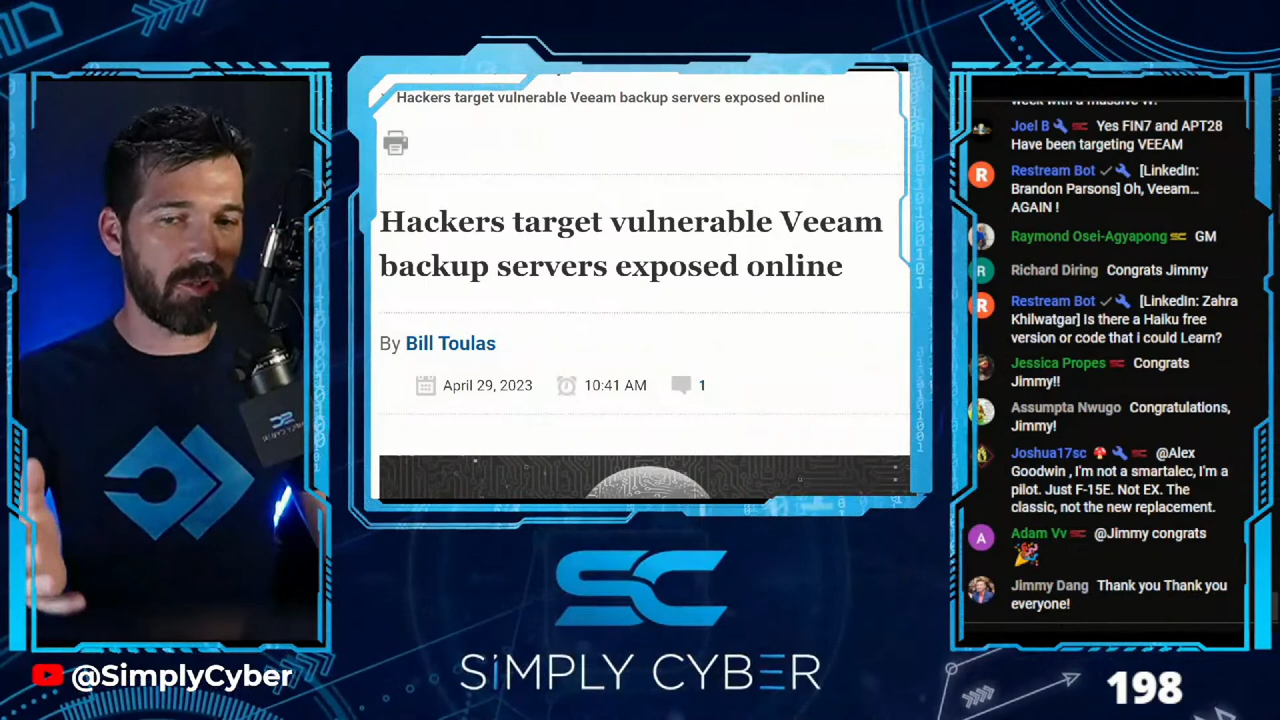 Hackers target vulnerable Veeam backup servers exposed online
Hackers target vulnerable Veeam
backup servers exposed online
By Bill Toulas
April 29, 2023 10:41 AM 1
SC
SiMPLY CYBER
@SimplyCyber
week with a massive W!
Joel B Yes FIN7 and APT28
Have been targeting VEEAM
R Restream Bot [LinkedIn:
Brandon Parsons] Oh, Veeam...
AGAIN !
Raymond Osei-Agyapong GM
R Richard Diring Congrats Jimmy
R Restream Bot [LinkedIn: Zahra
Khilwatgar] Is there a Haiku free
version or code that I could Learn?
Jessica Propes Congrats
Jimmy!!
Assumpta Nwugo Congratulations,
Jimmy!
Joshua17sc @Alex
Goodwin , I'm not a smartalec, I'm a
pilot. Just F-15E. Not EX. The
classic, not the new replacement.
A Adam Vv @Jimmy congrats
Jimmy Dang Thank you Thank you
everyone!
198